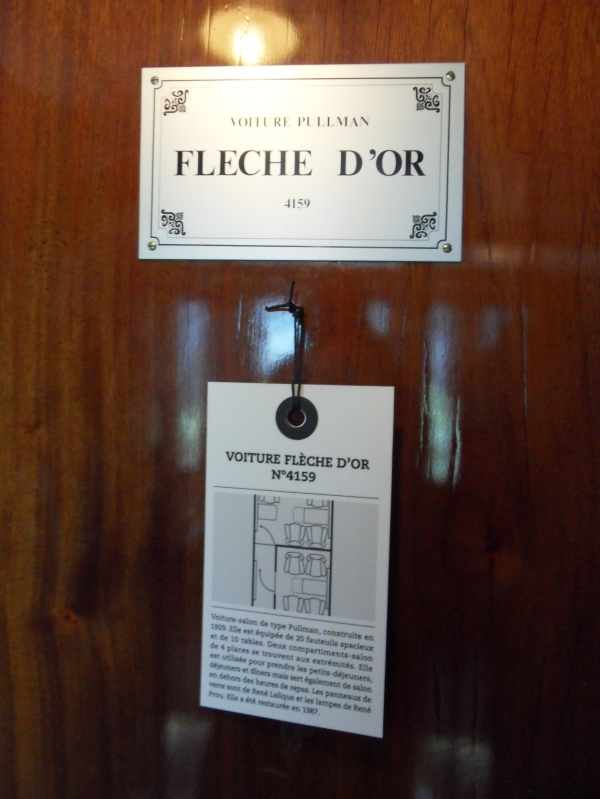 VOITURE PULLMAN
FLECHE D'OR
4159
VOITURE FLÈCHE D'OR
N°4159
Voiture-salon de type Pullman, construite en
1929. Elle est équipée de 20 fauteuils spacieux
et de 10 tables. Deux compartiments-salon
de 4 places se trouvent aux extrémités. Elle
est utilisée pour prendre les petits-déjeuners,
déjeuners et dîners mais sert également de salon
en dehors des heures de repas. Les panneaux de
verre sont de René Lalique et les lampes de René
Prou. Elle a été restaurée en 1987.